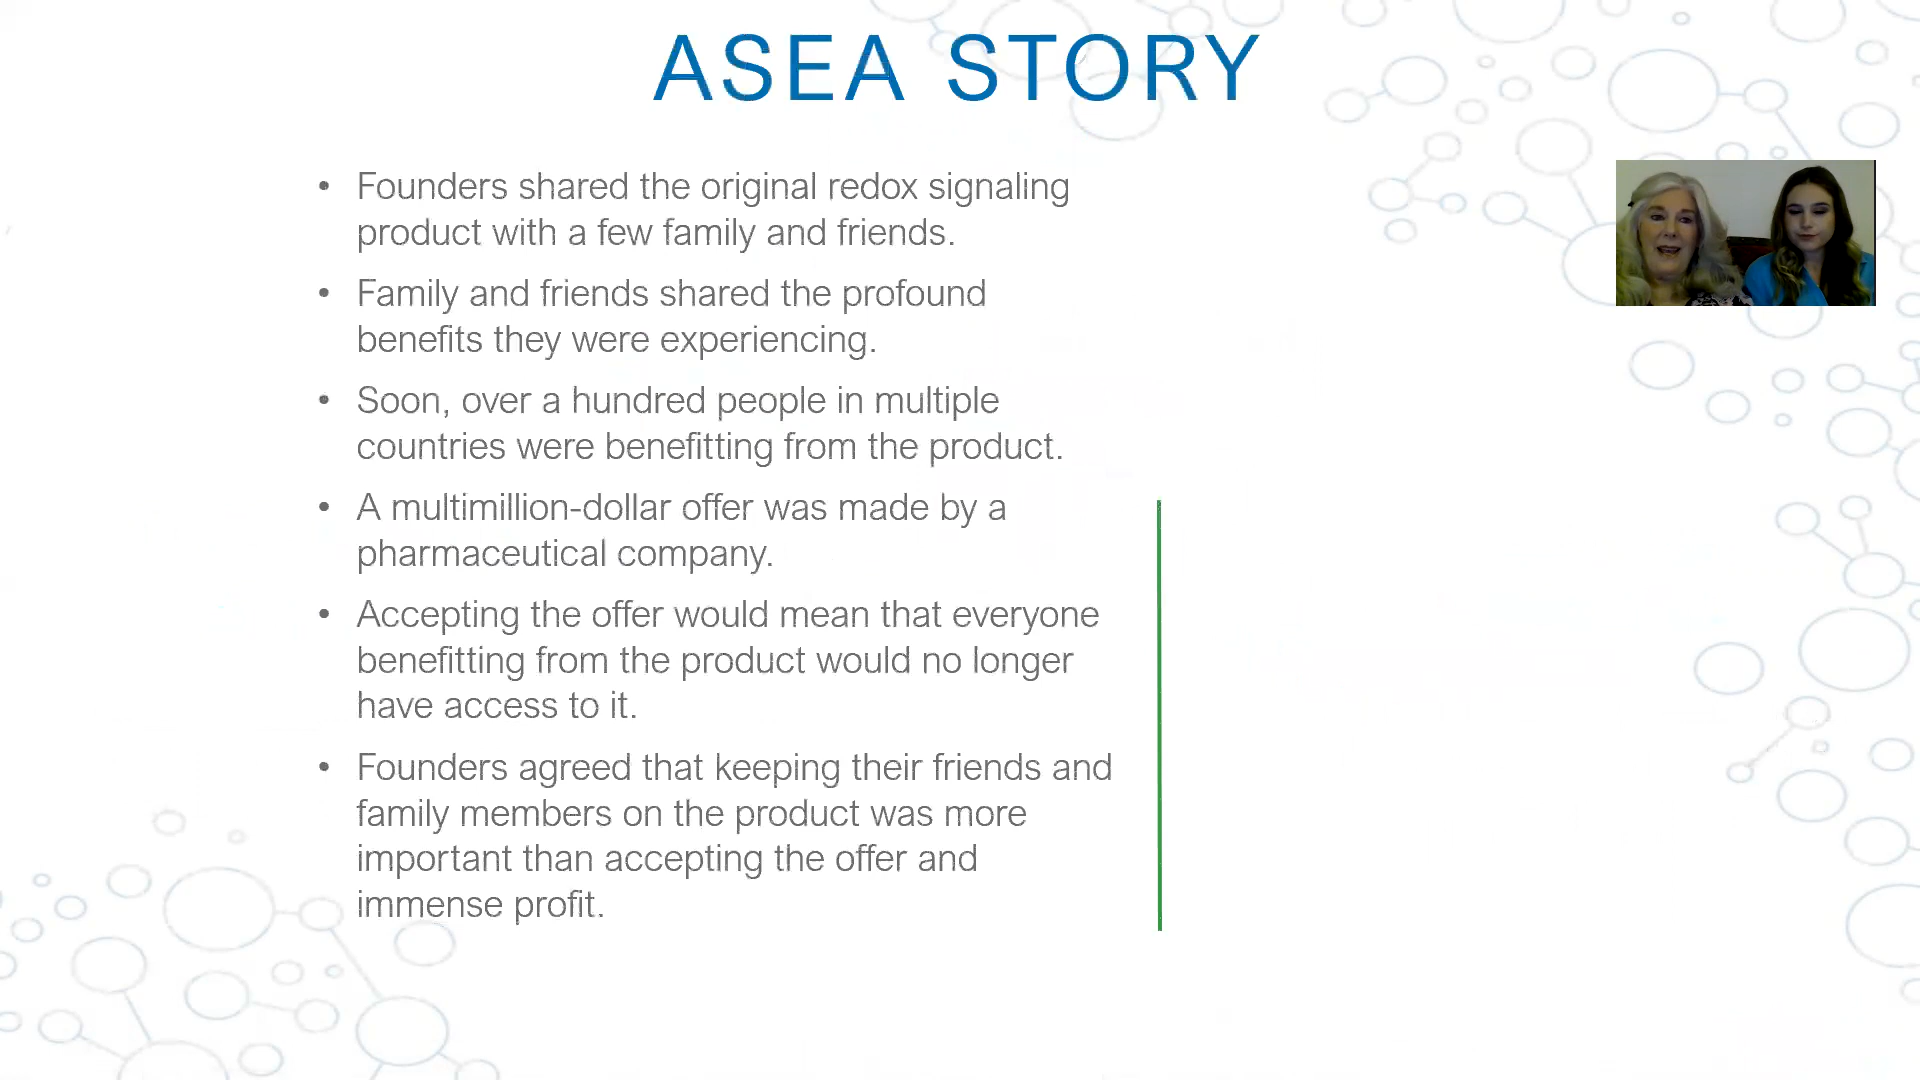 ASEA STORY
• Founders shared the original redox signaling
product with a few family and friends.
• Family and friends shared the profound
benefits they were experiencing.
• Soon, over a hundred people in multiple
countries were benefitting from the product.
• A multimillion-dollar offer was made by a
pharmaceutical company.
• Accepting the offer would mean that everyone
benefitting from the product would no longer
have access to it.
• Founders agreed that keeping their friends and
family members on the product was more
important than accepting the offer and
immense profit.